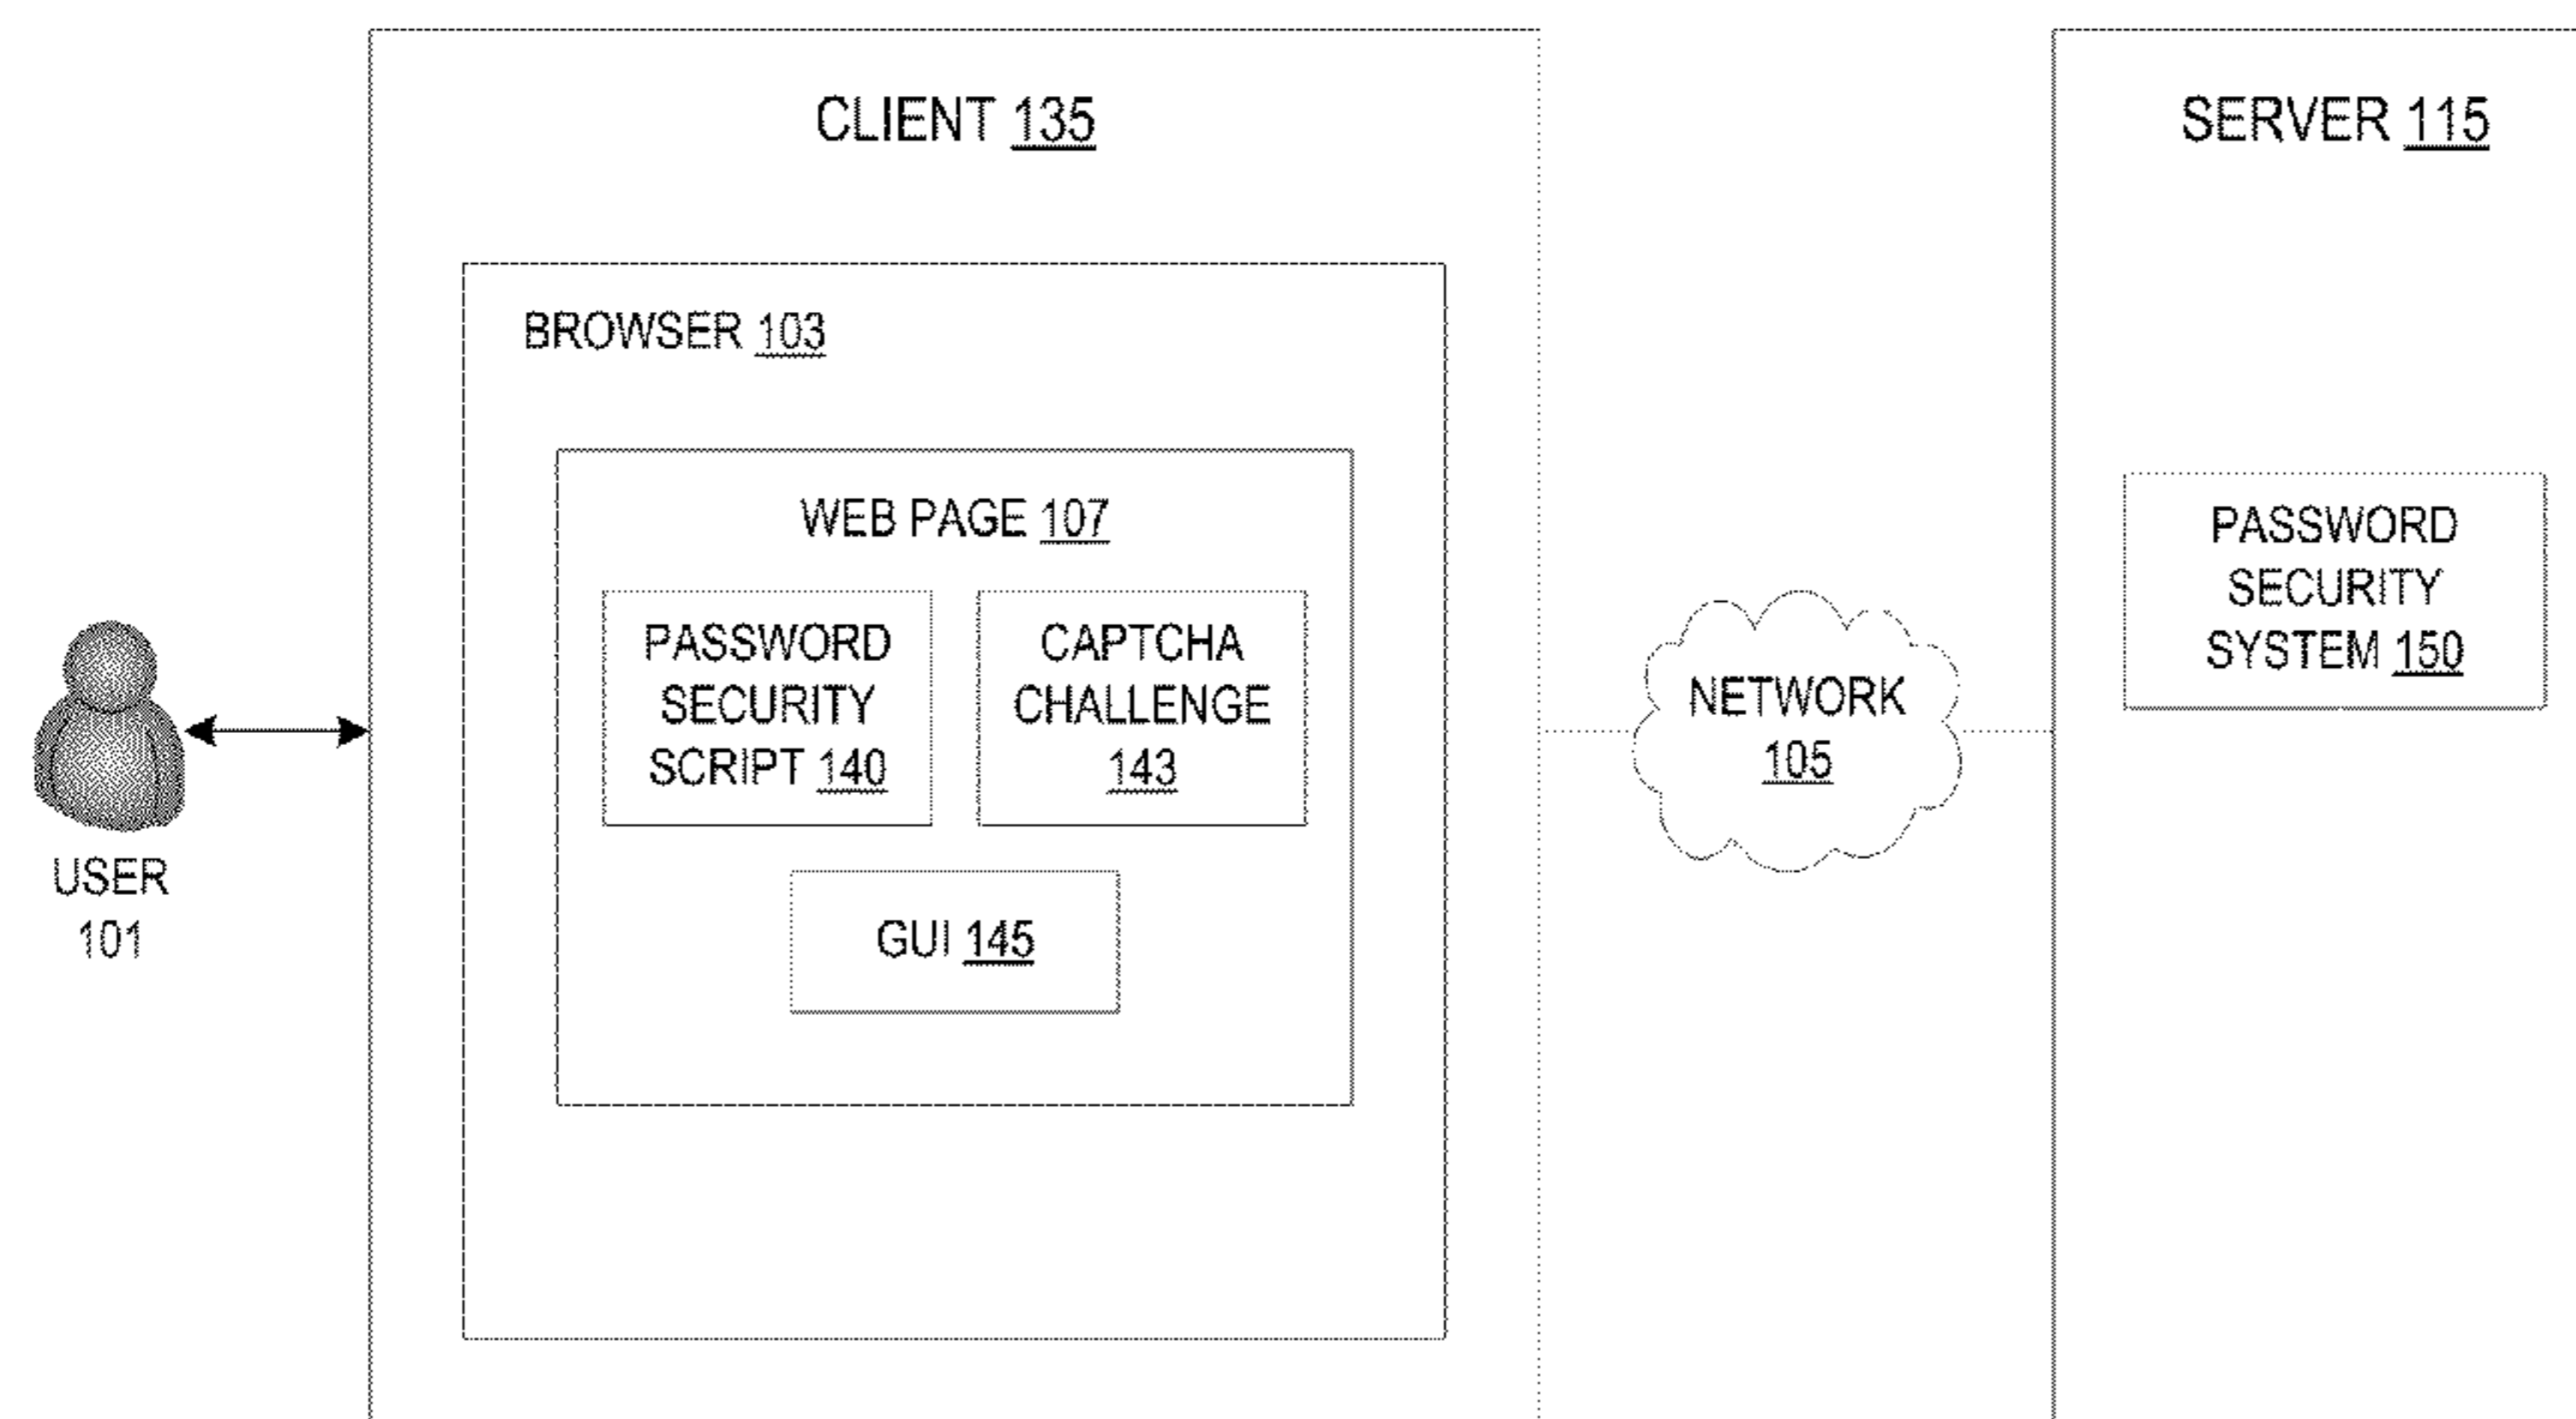 CLIENT 135
SERVER 115
BROWSER 103
WEB PAGE 107
PASSWORD
SECURITY
SCRIPT 140
CAPTCHA
CHALLENGE
143
GUI 145
USER
101
NETWORK
105
PASSWORD
SECURITY
SYSTEM 150